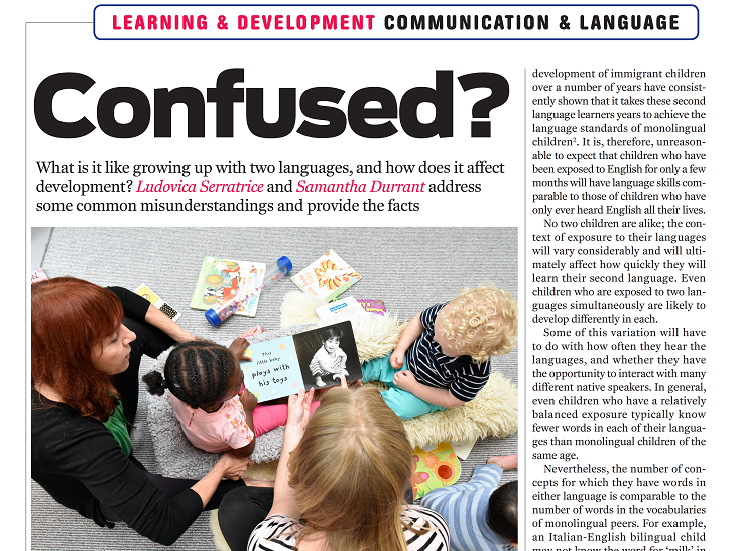 LEARNING & DEVELOPMENT COMMUNICATION & LANGUAGE
Confused?
What is it like growing up with two languages, and how does it affect
development? Ludovica Serratrice and Samantha Durrant address
some common misunderstandings and provide the facts
This
little baby
plays with
his toys
development of immigrant children
over a number of years have consist-
ently shown that it takes these second
language learners years to achieve the
language standards of monolingual
children². It is, therefore, unreason-
able to expect that children who have
been exposed to English for only a few
months will have language skills com-
parable to those of children who have
only ever heard English all their lives.
No two children are alike; the con-
text of exposure to their languages
will vary considerably and will ulti-
mately affect how quickly they will
learn their second language. Even
children who are exposed to two lan-
guages simultaneously are likely to
develop differently in each.
Some of this variation will have
to do with how often they hear the
languages, and whether they have
the opportunity to interact with many
different native speakers. In general,
even children who have a relatively
balanced exposure typically know
fewer words in each of their langua-
ges than monolingual children of the
same age.
Nevertheless, the number of con-
cepts for which they have words in
either language is comparable to the
number of words in the vocabularies
of monolingual peers. For example,
an Italian-English bilingual child
may not know the word for ‘milk’ in